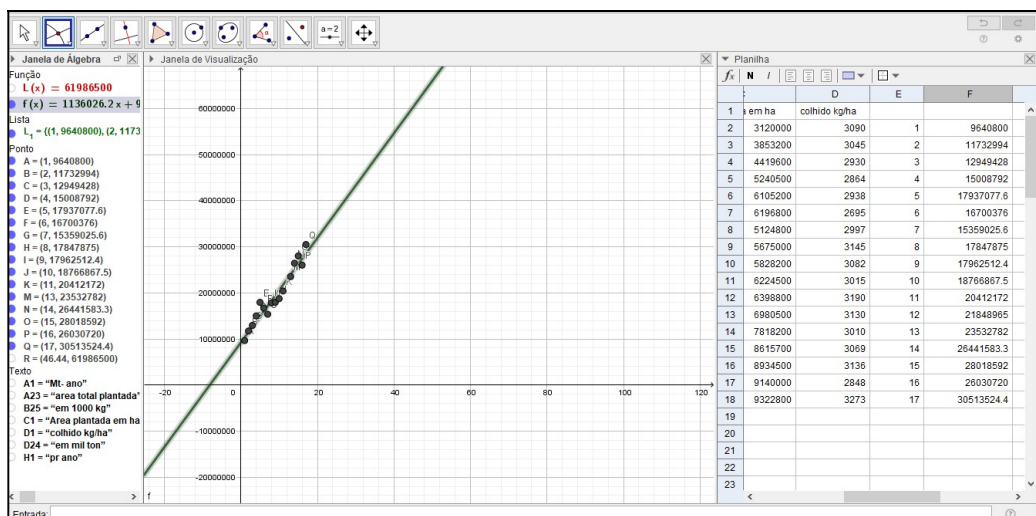 a = 2
Janela de Álgebra
Função
L(x) = 61986500
f(x) = 1136026.2 x + 9
Lista
L₁ = {(1, 9640800), (2, 1173
Ponto
A = (1, 9640800)
B = (2, 11732994)
C = (3, 12949428)
D = (4, 15008792)
E = (5, 17937077.6)
F = (6, 16700376)
G = (7, 15359025.6)
H = (8, 17847875)
I = (9, 17962512.4)
J = (10, 18766867.5)
K = (11, 20412172)
M = (13, 23532782)
N = (14, 26441583.3)
O = (15, 28018592)
P = (16, 26030720)
Q = (17, 30513524.4)
R = (46.44, 61986500)
Texto
A1 = “Mt- ano”
A23 = “area total plantada”
B25 = “em 1000 kg”
C1 = “Area plantada em ha
D1 = “colhido kg/ha”
D24 = “em mil ton”
H1 = “pr ano”
Janela de Visualização
60000000
50000000
40000000
30000000
20000000
10000000
0
-10000000
-20000000
-20 20 40 60 80 100 120
Q
P
E
f
Planilha
fx N I
D E F
1 a em ha colhido kg/ha
2 3120000 3090 1 9640800
3 3853200 3045 2 11732994
4 4419600 2930 3 12949428
5 5240500 2864 4 15008792
6 6105200 2938 5 17937077.6
7 6196800 2695 6 16700376
8 5124800 2997 7 15359025.6
9 5675000 3145 8 17847875
10 5828200 3082 9 17962512.4
11 6224500 3015 10 18766867.5
12 6398800 3190 11 20412172
13 6980500 3130 12 21848965
14 7818200 3010 13 23532782
15 8615700 3069 14 26441583.3
16 8934500 3136 15 28018592
17 9140000 2848 16 26030720
18 9322800 3273 17 30513524.4
19
20
21
22
23
Entrada: